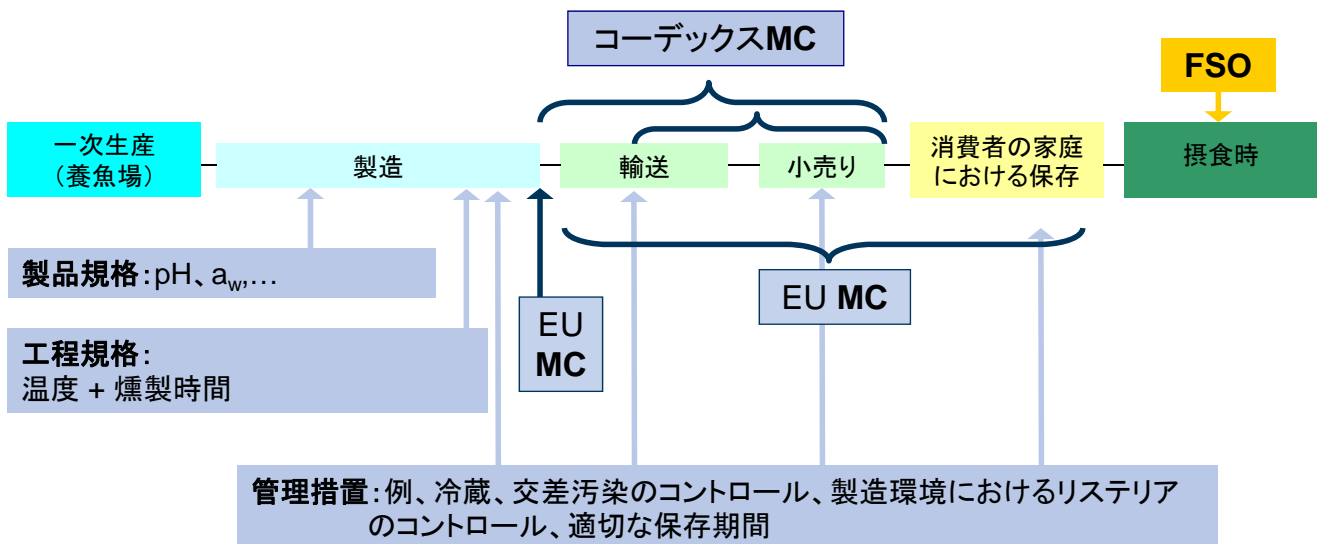 コーデックスMC
FSO
一次生産
(養魚場)
製造
輸送
小売り
消費者の家庭
における保存
摂食時
製品規格：pH、aw,…
EU
MC
EU MC
工程規格：
温度 + 燻製時間
管理措置：例、冷蔵、交差汚染のコントロール、製造環境におけるリステリア
のコントロール、適切な保存期間